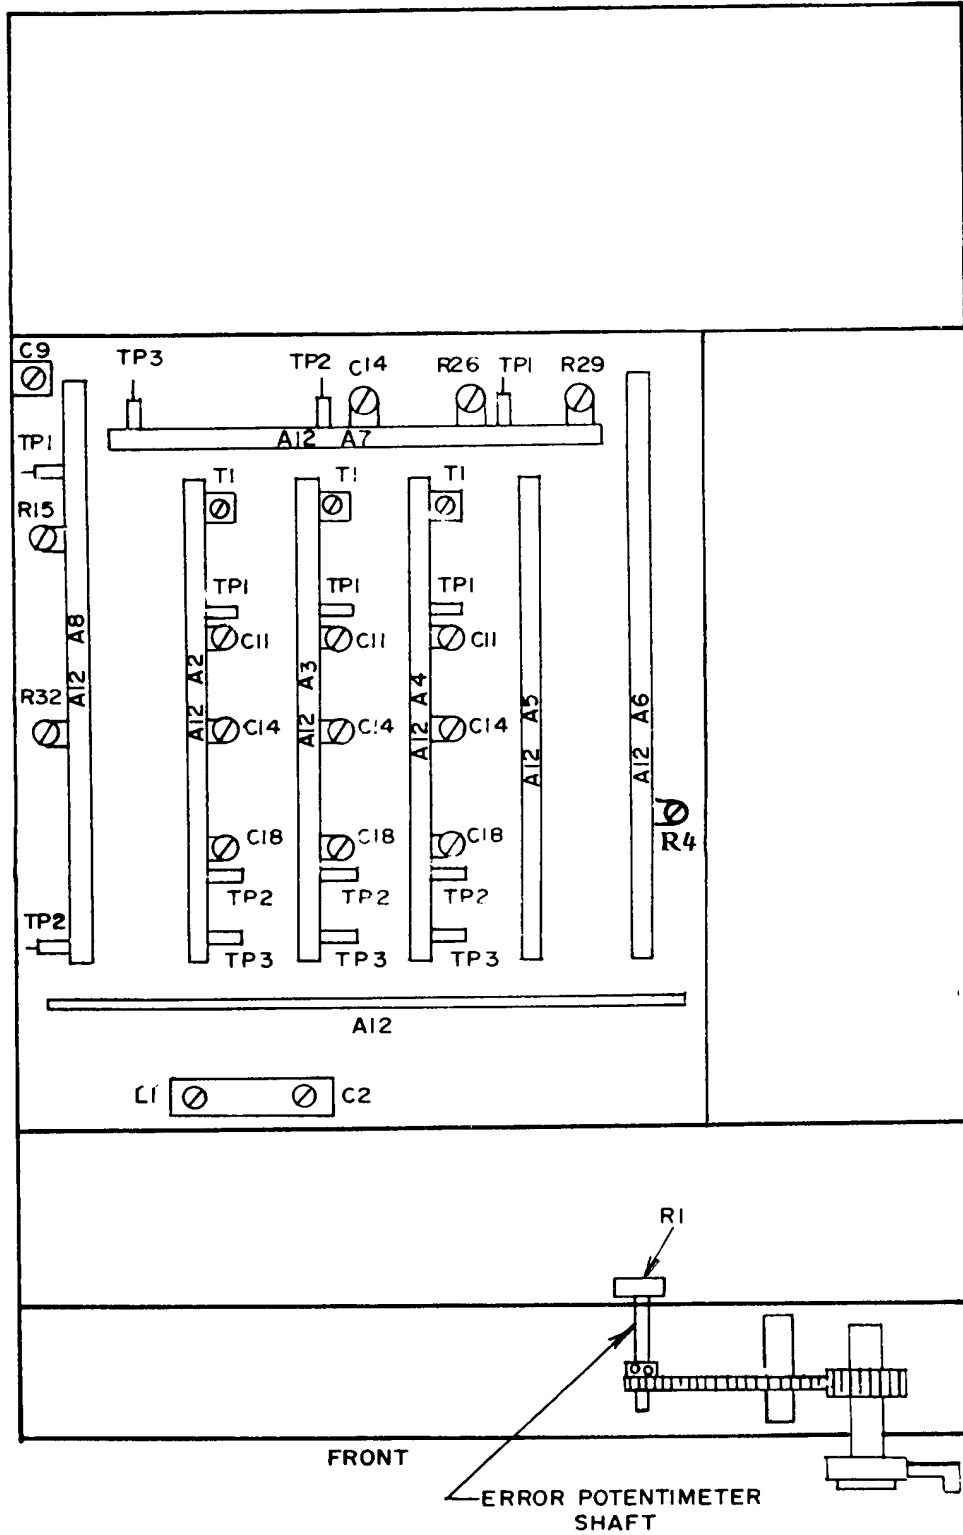 C9
TP3
TP2
C14
R26
TP1
R29
A12 A7
TP1
R15
R32
TP2
A12 A8
T1
T1
T1
TP1
TP1
TP1
C11
C11
C11
A12 A2
A12 A3
A12 A4
A12 A5
A12 A6
C14
C14
C14
R4
C18
C18
C18
TP2
TP2
TP2
TP3
TP3
TP3
A12
C2
R1
FRONT
ERROR POTENTIMETER
SHAFT